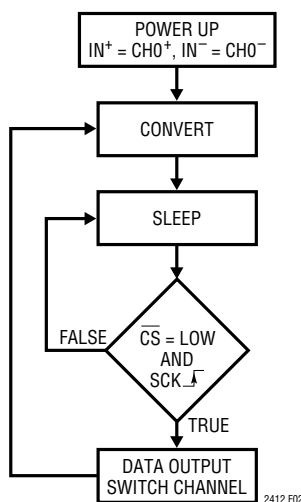 POWER UP
IN⁺ = CH0⁺, IN⁻ = CH0⁻
CONVERT
SLEEP
FALSE
C̅S̅ = LOW
AND
SCK
TRUE
DATA OUTPUT
SWITCH CHANNEL
2412 F02